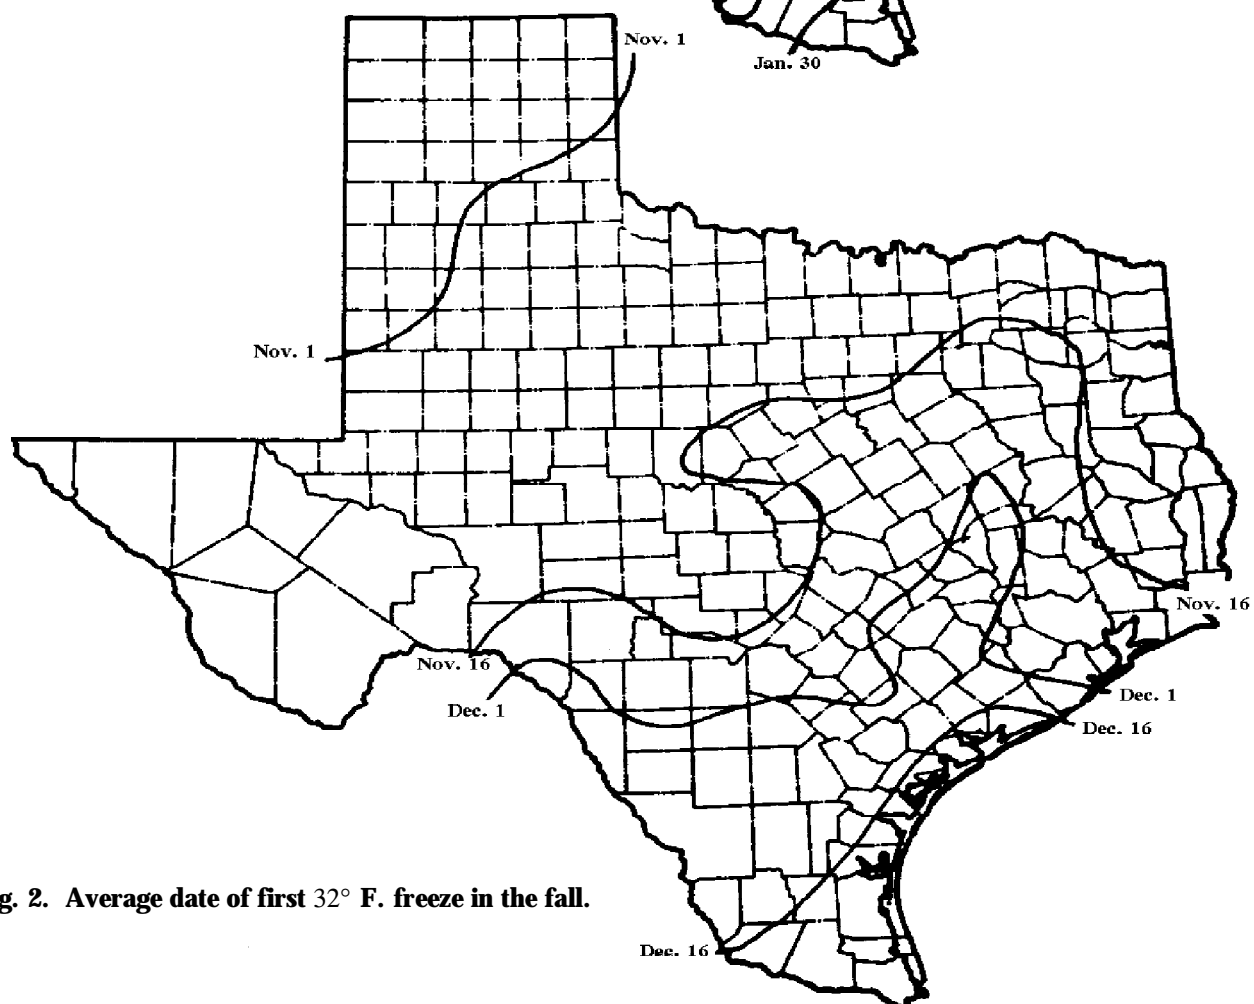 Nov. 1
Jan. 30
Nov. 1
Nov. 16
Nov. 16
Dec. 1
Dec. 1
Dec. 16
g. 2. Average date of first 32° F. freeze in the fall.
Dec. 16